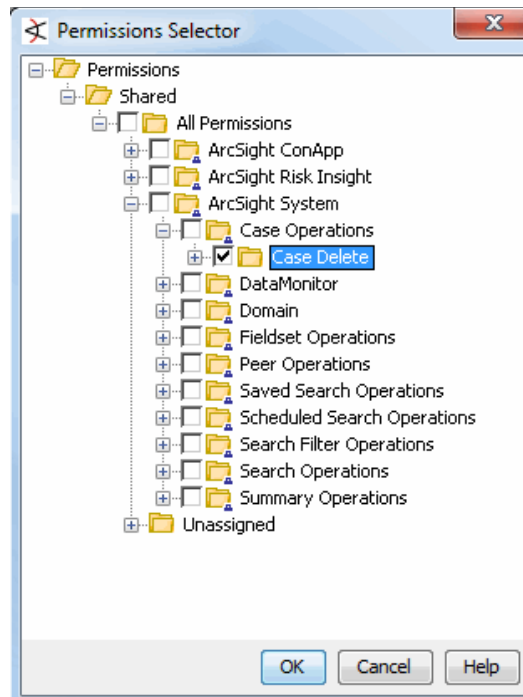 Permissions Selector
Permissions
Shared
All Permissions
ArcSight ConApp
ArcSight Risk Insight
ArcSight System
Case Operations
Case Delete
DataMonitor
Domain
Fieldset Operations
Peer Operations
Saved Search Operations
Scheduled Search Operations
Search Filter Operations
Search Operations
Summary Operations
Unassigned
OK Cancel Help